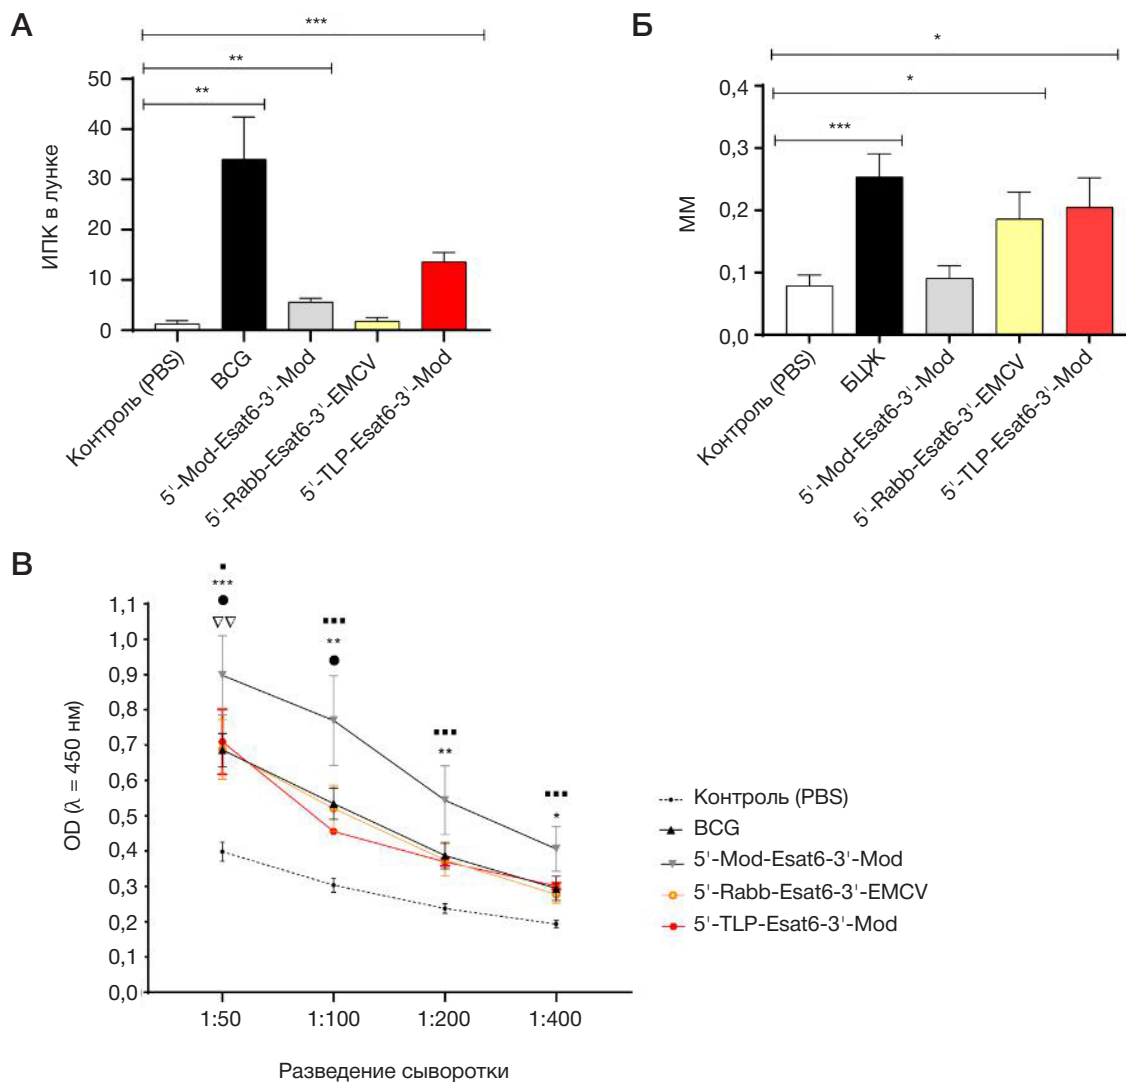 А
***
**
**
50
40
30
20
10
0
ИПК в лунке
Контроль (PBS)
BCG
5'-Mod-Esat6-3'-Mod
5'-Rabb-Esat6-3'-EMCV
5'-TLP-Esat6-3'-Mod
Б
*
*
***
0,4
0,3
0,2
0,1
0,0
ММ
Контроль (PBS)
БЦЖ
5'-Mod-Esat6-3'-Mod
5'-Rabb-Esat6-3'-EMCV
5'-TLP-Esat6-3'-Mod
В
▪
***
●
▽▽
▪▪▪
**
●
▪▪▪
**
▪▪▪
*
1,1
1,0
0,9
0,8
0,7
0,6
0,5
0,4
0,3
0,2
0,1
0,0
OD (λ = 450 нм)
1:50 1:100 1:200 1:400
Разведение сыворотки
Контроль (PBS)
BCG
5'-Mod-Esat6-3'-Mod
5'-Rabb-Esat6-3'-EMCV
5'-TLP-Esat6-3'-Mod